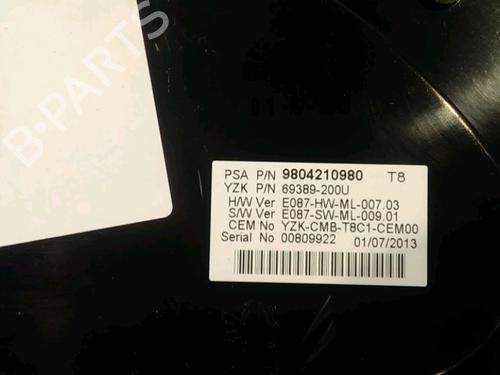 B-PARTS
PSA P/N 9804210980 T8
YZK P/N 69389-200U
H/W Ver E087-HW-ML-007.03
S/W Ver E087-SW-ML-009.01
CEM No YZK-CMB-T8C1-CEM00
Serial No 00809922 01/07/2013